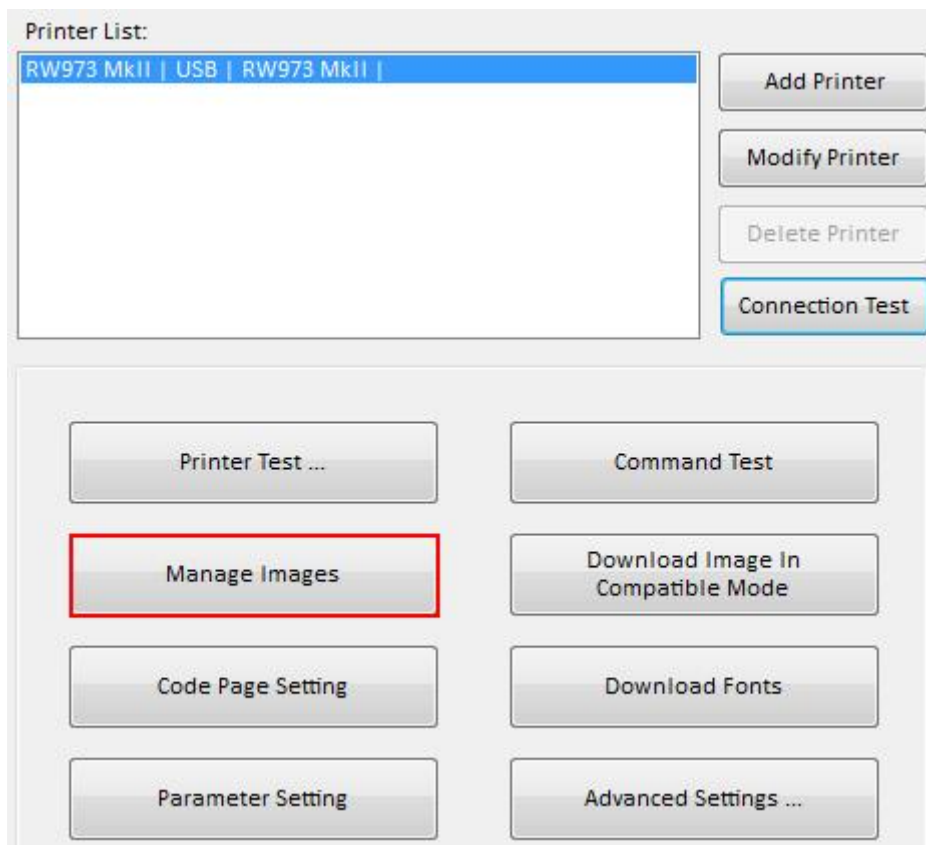 Printer List:
RW973 MkII | USB | RW973 MkII |
Add Printer
Modify Printer
Delete Printer
Connection Test
Printer Test ...
Command Test
Manage Images
Download Image In
Compatible Mode
Code Page Setting
Download Fonts
Parameter Setting
Advanced Settings ...